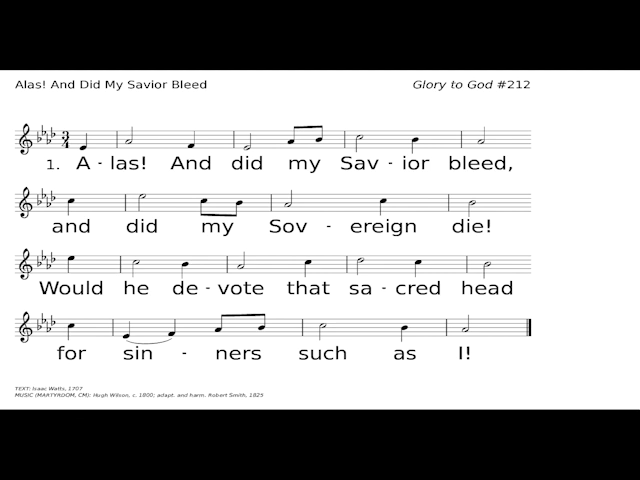 Alas! And Did My Savior Bleed
Glory to God #212
3
4
1. A - las! And did my Sav - ior bleed,
and did my Sov - ereign die!
Would he de - vote that sa - cred head
for sin - ners such as I!
TEXT: Isaac Watts, 1707
MUSIC (MARTYRDOM, CM): Hugh Wilson, c. 1800; adapt. and harm. Robert Smith, 1825